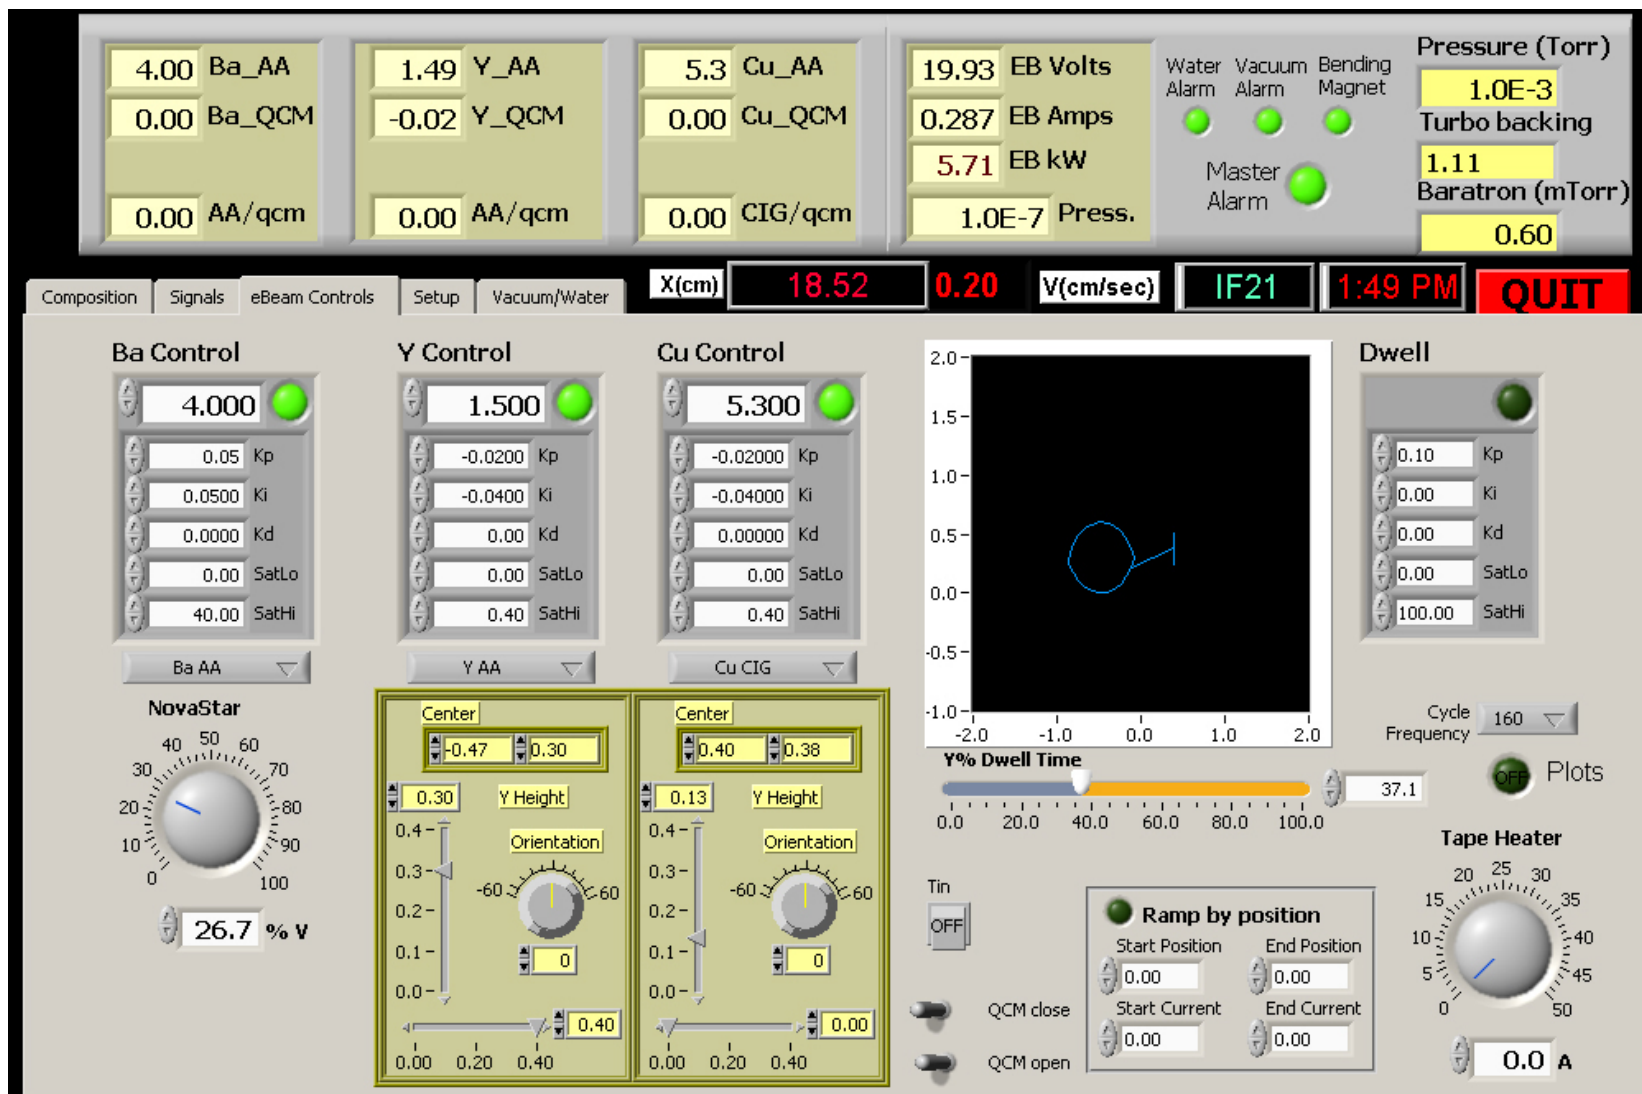 4.00 Ba_AA
0.00 Ba_QCM
0.00 AA/qcm
1.49 Y_AA
-0.02 Y_QCM
0.00 AA/qcm
5.3 Cu_AA
0.00 Cu_QCM
0.00 CIG/qcm
19.93 EB Volts
0.287 EB Amps
5.71 EB kW
1.0E-7 Press.
Water Alarm
Vacuum Alarm
Bending Magnet
Master Alarm
Pressure (Torr)
1.0E-3
Turbo backing
1.11
Baratron (mTorr)
0.60
Composition Signals eBeam Controls Setup Vacuum/Water
X(cm) 18.52 0.20 V(cm/sec) IF21 1:49 PM QUIT
Ba Control
4.000
0.05 Kp
0.0500 Ki
0.0000 Kd
0.00 SatLo
40.00 SatHi
Ba AA
NovaStar
0 10 20 30 40 50 60 70 80 90 100
26.7 % V
Y Control
1.500
-0.0200 Kp
-0.0400 Ki
0.00 Kd
0.00 SatLo
0.40 SatHi
Y AA
Center
-0.47 0.30
0.30 Y Height
0.4
0.3
0.2
0.1
0.0
Orientation
-60 60
0
0.40
0.00 0.20 0.40
Cu Control
5.300
-0.02000 Kp
-0.04000 Ki
0.00000 Kd
0.00 SatLo
0.40 SatHi
Cu CIG
Center
0.40 0.38
0.13 Y Height
0.4
0.3
0.2
0.1
0.0
Orientation
-60 60
0
0.00
0.00 0.20 0.40
2.0
1.5
1.0
0.5
0.0
-0.5
-1.0
-2.0 -1.0 0.0 1.0 2.0
Y% Dwell Time
37.1
0.0 20.0 40.0 60.0 80.0 100.0
Dwell
0.10 Kp
0.00 Ki
0.00 Kd
0.00 SatLo
100.00 SatHi
Cycle Frequency 160
OFF Plots
Tin
OFF
QCM close
QCM open
Ramp by position
Start Position End Position
0.00 0.00
Start Current End Current
0.00 0.00
Tape Heater
0 5 10 15 20 25 30 35 40 45 50
0.0 A